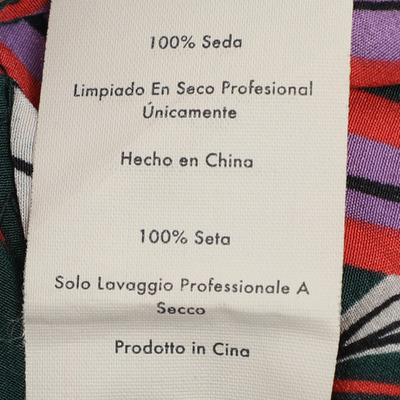 100% Seda
Limpiado En Seco Profesional
Únicamente
Hecho en China
100% Seta
Solo Lavaggio Professionale A
Secco
Prodotto in Cina